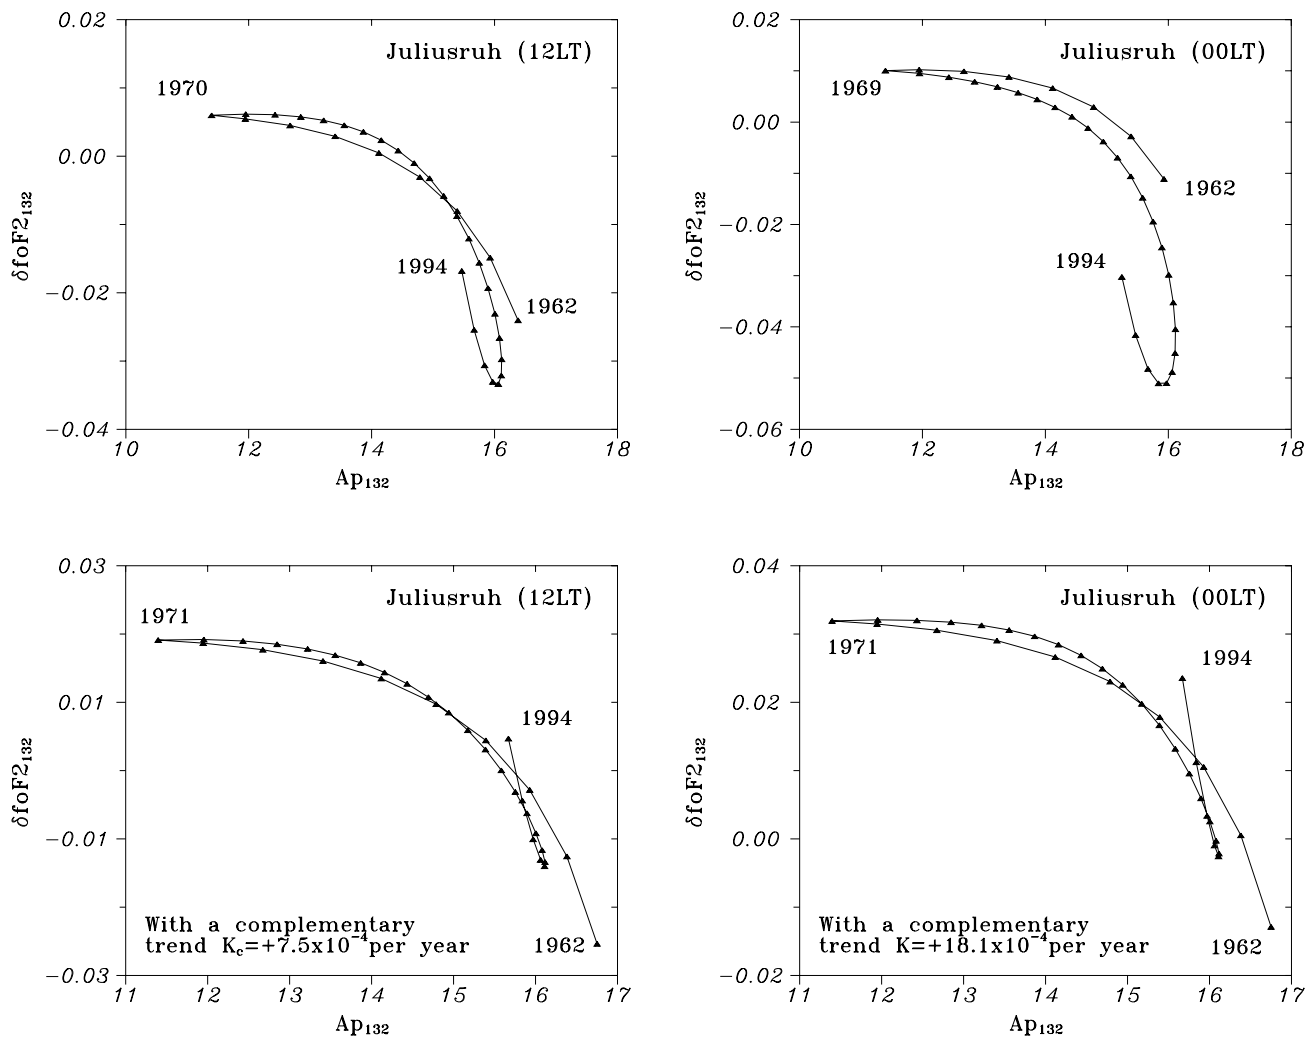 0.02
0.00
−0.02
−0.04
δfoF2₁₃₂
Juliusruh (12LT)
1970
1994
1962
10 12 14 16 18
Ap₁₃₂
0.02
0.00
−0.02
−0.04
−0.06
δfoF2₁₃₂
Juliusruh (00LT)
1969
1962
1994
10 12 14 16 18
Ap₁₃₂
0.03
0.01
−0.01
−0.03
δfoF2₁₃₂
Juliusruh (12LT)
1971
1994
With a complementary
trend K꜀=+7.5x10⁻⁴per year
1962
11 12 13 14 15 16 17
Ap₁₃₂
0.04
0.02
0.00
−0.02
δfoF2₁₃₂
Juliusruh (00LT)
1971
1994
With a complementary
trend K=+18.1x10⁻⁴per year
1962
11 12 13 14 15 16 17
Ap₁₃₂